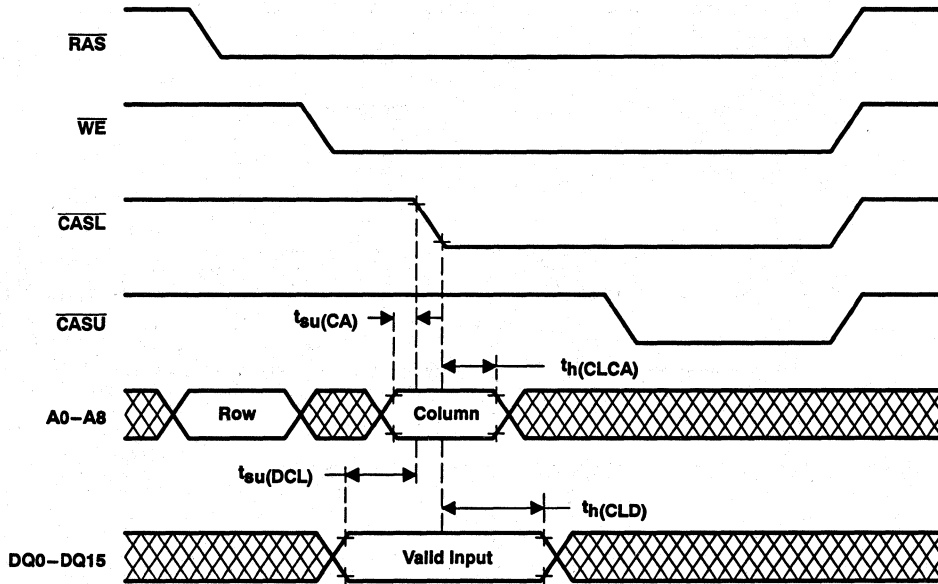 RAS
WE
CASL
CASU
tsu(CA)
th(CLCA)
A0–A8
Row
Column
tsu(DCL)
th(CLD)
DQ0–DQ15
Valid Input